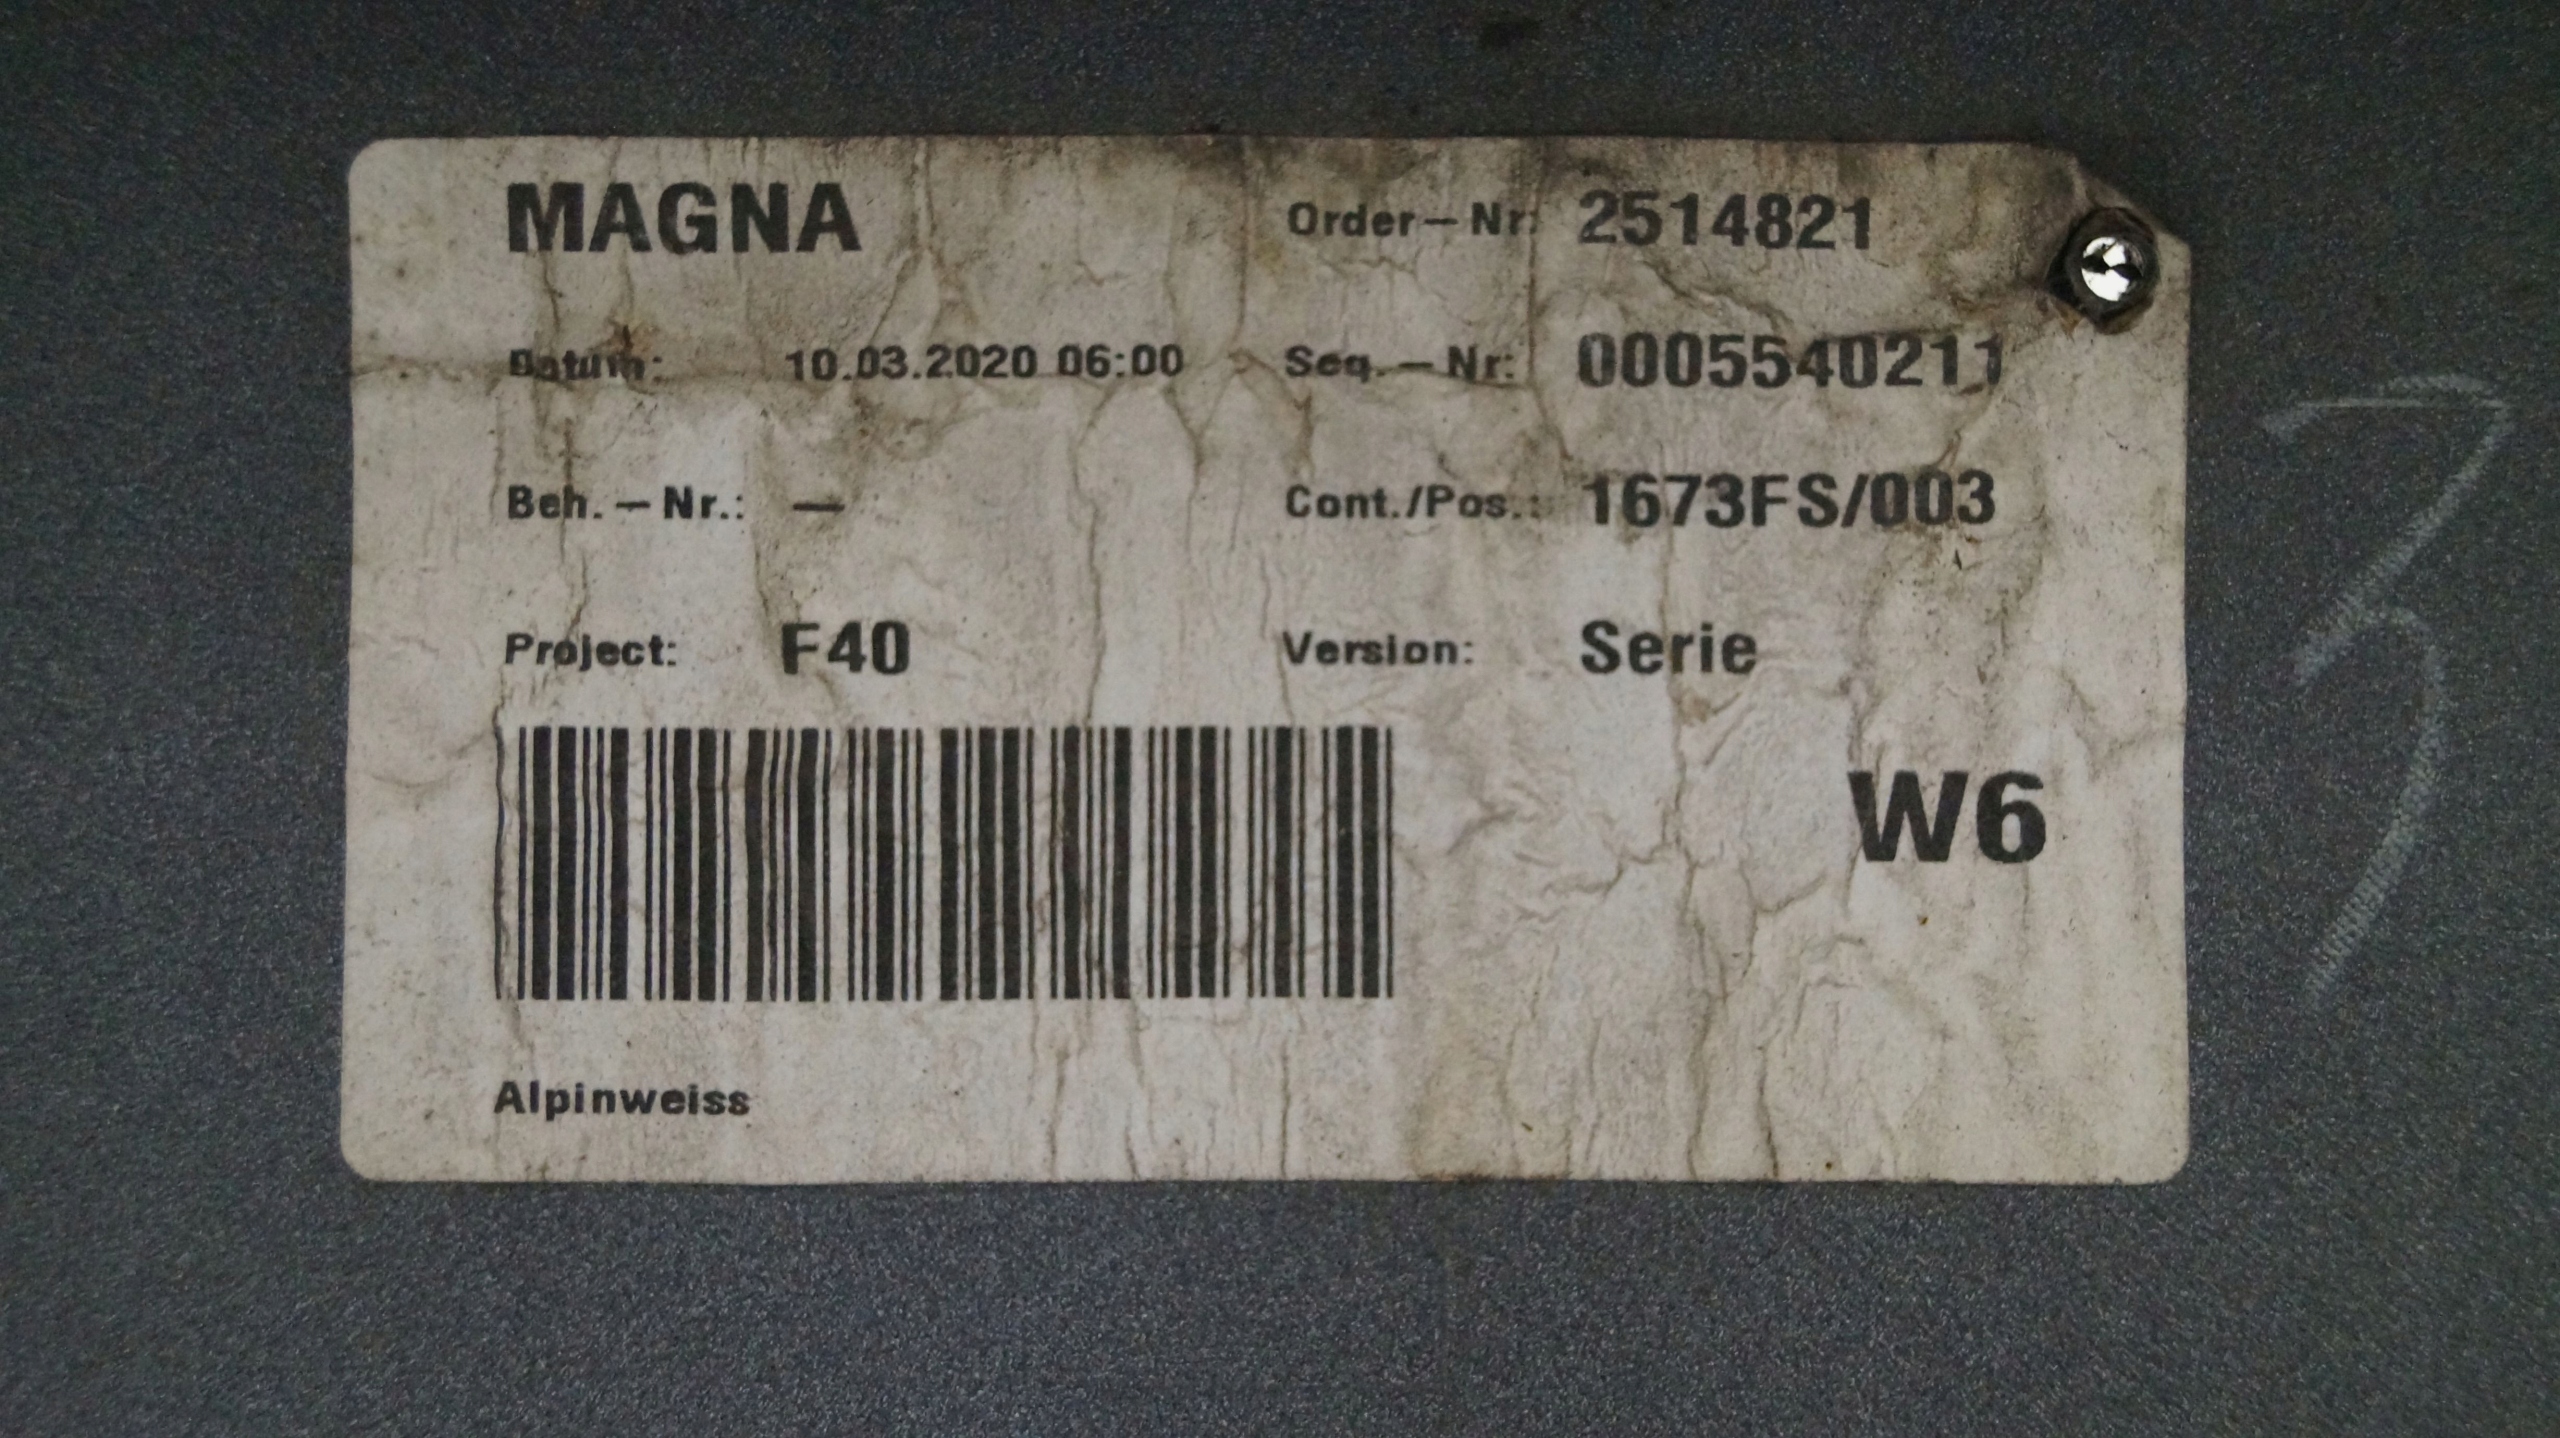 MAGNA Order-Nr: 2514821
Datum: 10.03.2020 06:00 Seq.-Nr: 0005540211
Beh.-Nr.: - Cont./Pos.: 1673FS/003
Project: F40 Version: Serie
W6
Alpinweiss